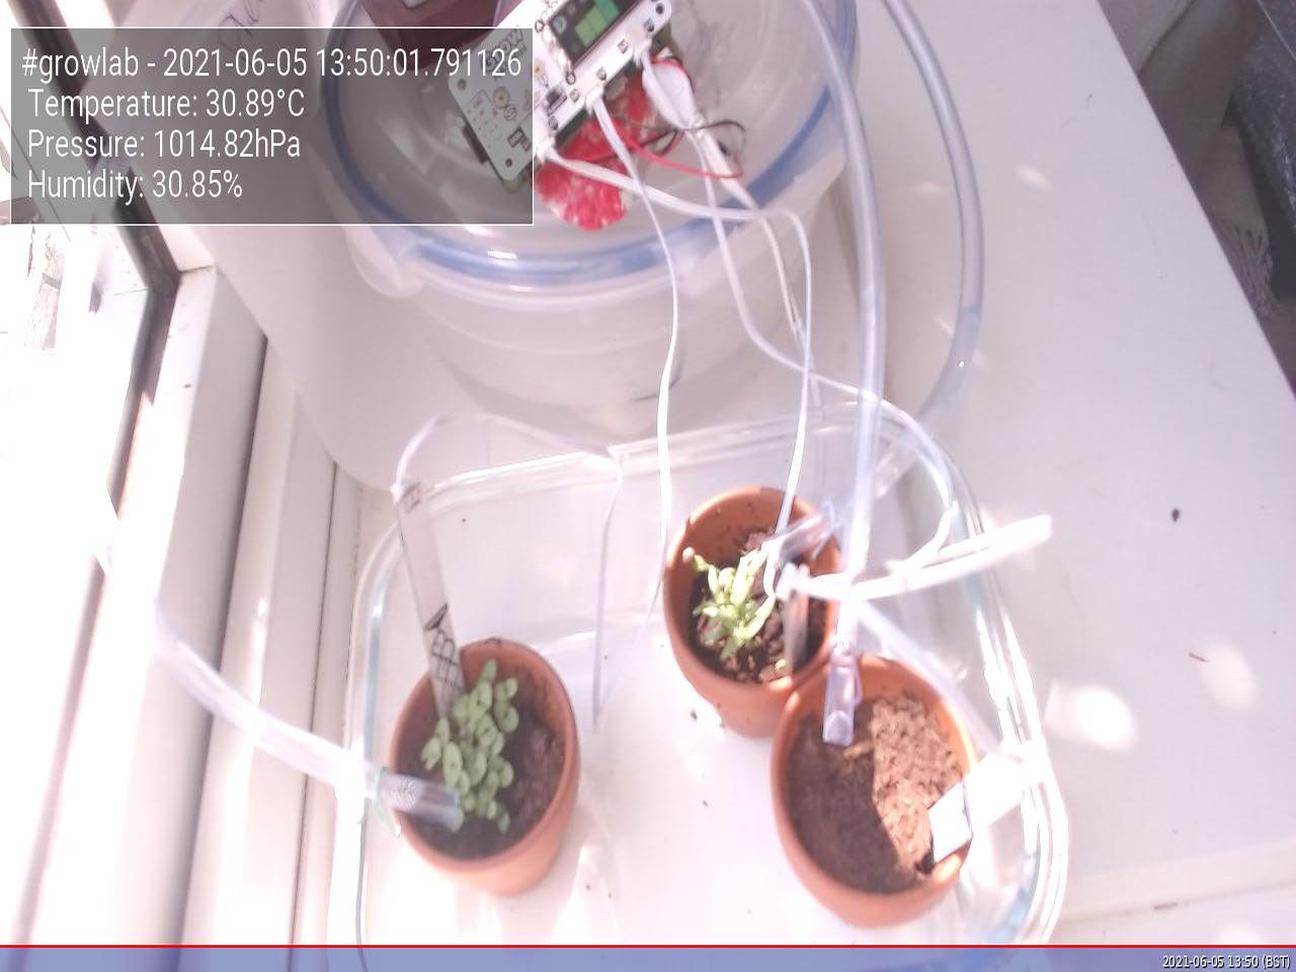 #growlab - 2021-06-05 13:50:01.791126
Temperature: 30.89°C
Pressure: 1014.82hPa
Humidity: 30.85%
2021-06-05 13:50 (BST)